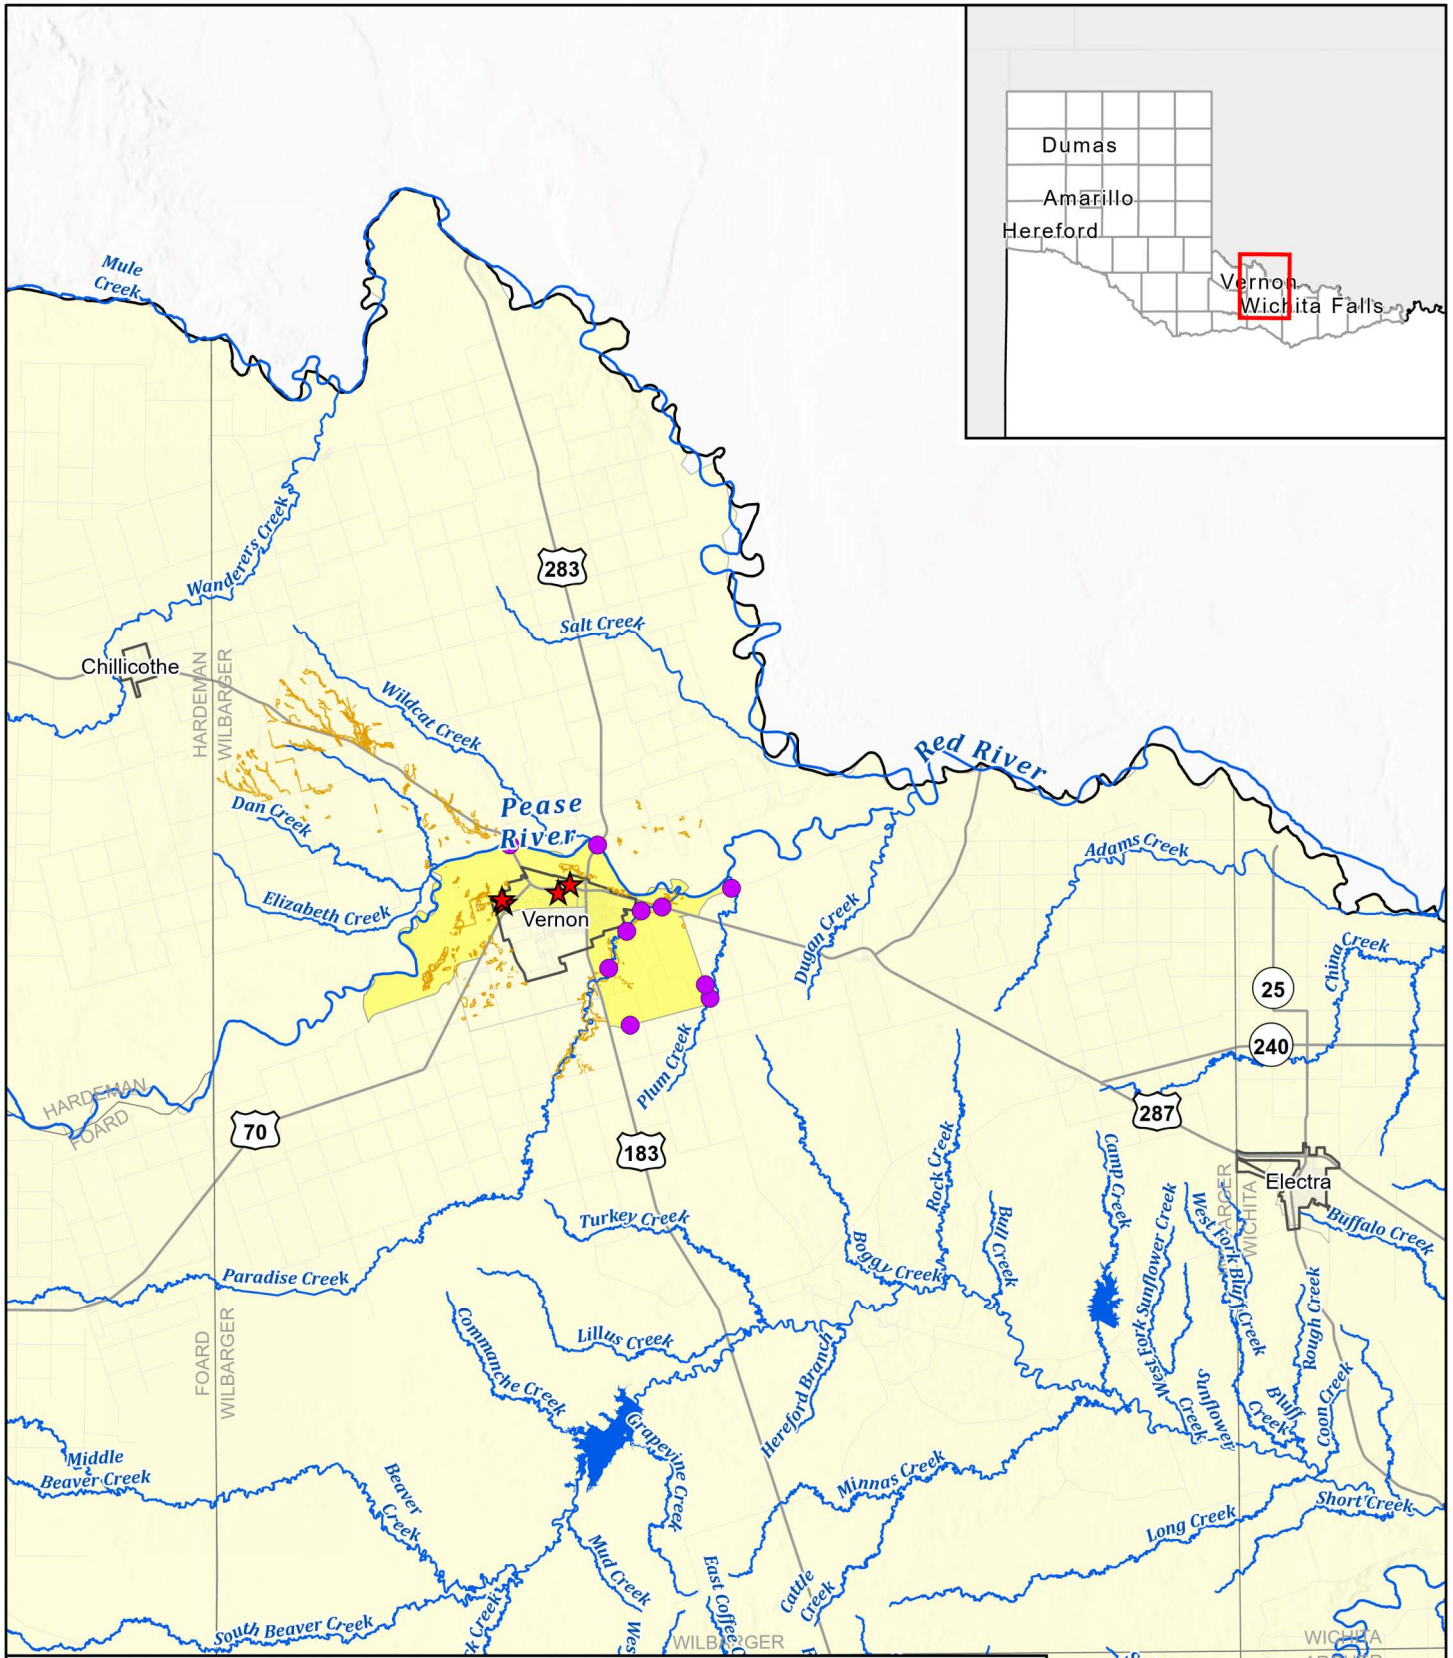 Dumas
Amarillo
Hereford
Vernon
Wichita Falls
Mule
Creek
Wanderers Creek
283
Salt Creek
Chillicothe
HARDEMAN
WILBARGER
Wildcat Creek
Red River
Pease
River
Dan Creek
Adams Creek
Elizabeth Creek
Vernon
Dugan Creek
China Creek
25
240
Plum Creek
HARDEMAN
FOARD
70
287
183
Rock Creek
Camp Creek
Electra
WICHITA
Turkey Creek
Bull Creek
West Fork Sunflower Creek
West Fork Bluff Creek
Buffalo Creek
Boggy Creek
Paradise Creek
Rough Creek
Commanche Creek
Lillus Creek
Hereford Branch
FOARD
WILBARGER
Sunflower
Creek
Bluff
Creek
Coon Creek
Grapevine Creek
Middle
Beaver Creek
Beaver
Creek
Minnas Creek
Short Creek
Long Creek
Mud Creek
East Coffee
Cattle
Creek
South Beaver Creek
k Creek
Wes
WILBARGER
WICHITA